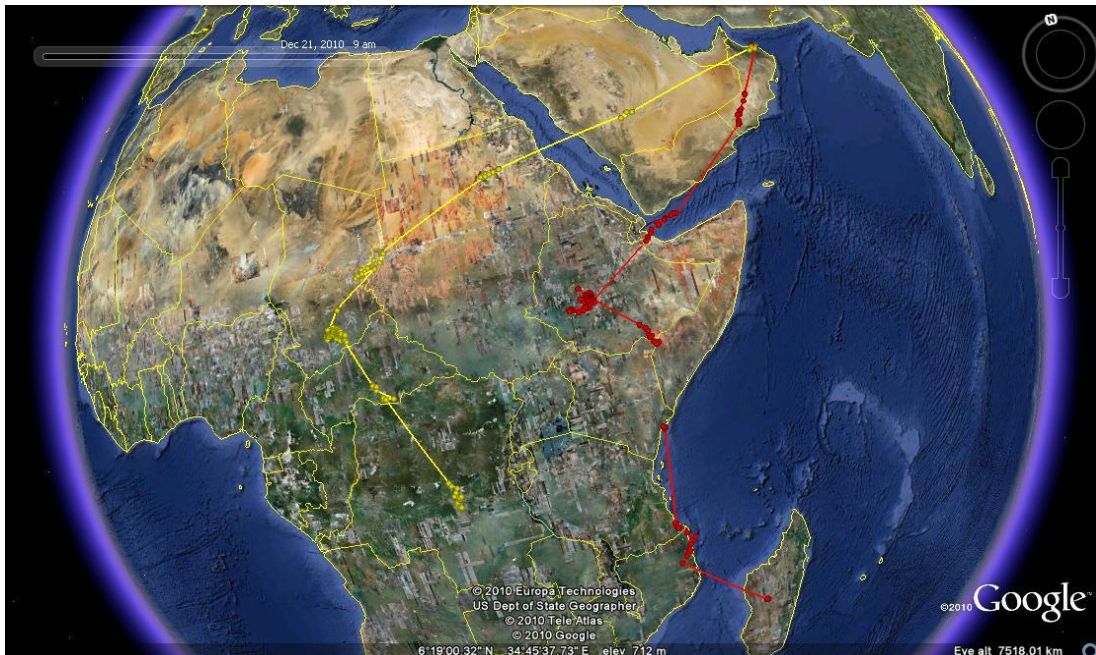 Dec 21, 2010 9 am
N
© 2010 Europa Technologies
US Dept of State Geographer
© 2010 Tele Atlas
© 2010 Google
©2010 Google™
6°19'00.32" N 34°45'37.73" E elev 712 m
Eye alt 7518.01 km